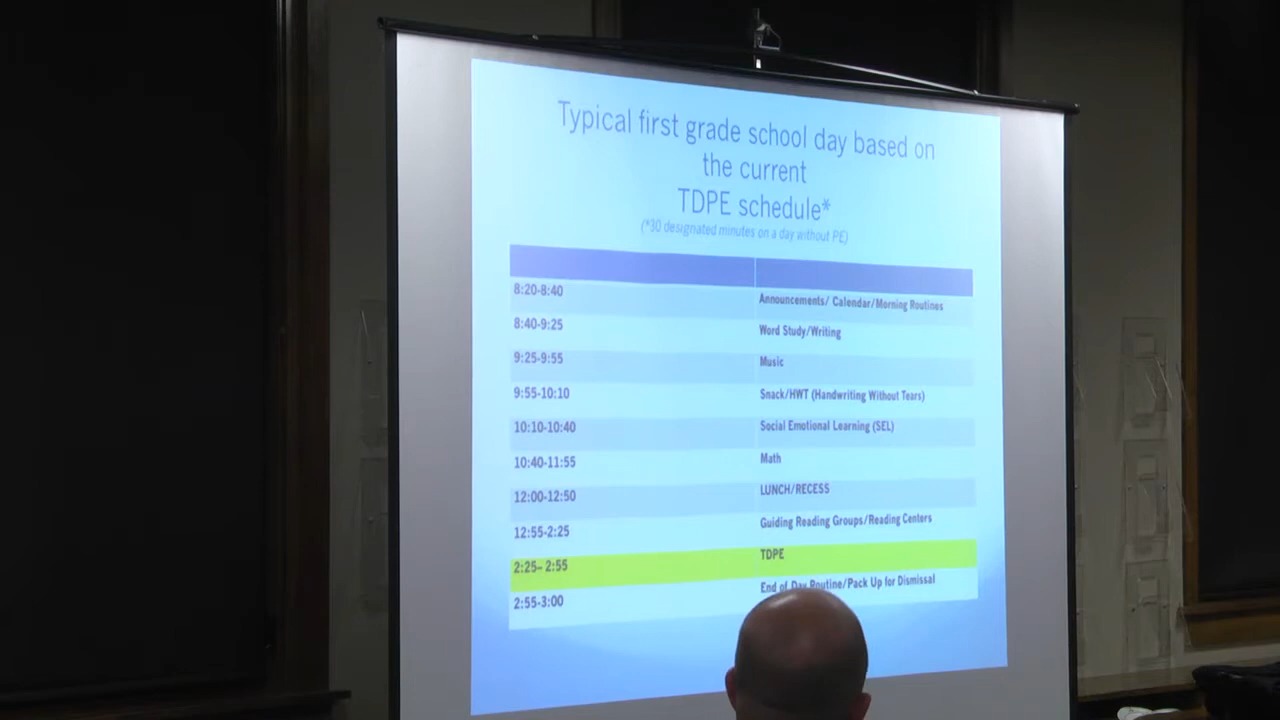 Typical first grade school day based on
the current
TDPE schedule*
(*30 designated minutes on a day without PE)
8:20-8:40 Announcements/ Calendar/Morning Routines
8:40-9:25 Word Study/Writing
9:25-9:55 Music
9:55-10:10 Snack/HWT (Handwriting Without Tears)
10:10-10:40 Social Emotional Learning (SEL)
10:40-11:55 Math
12:00-12:50 LUNCH/RECESS
12:55-2:25 Guiding Reading Groups/Reading Centers
2:25– 2:55 TDPE
2:55-3:00 End of Day Routine/Pack Up for Dismissal